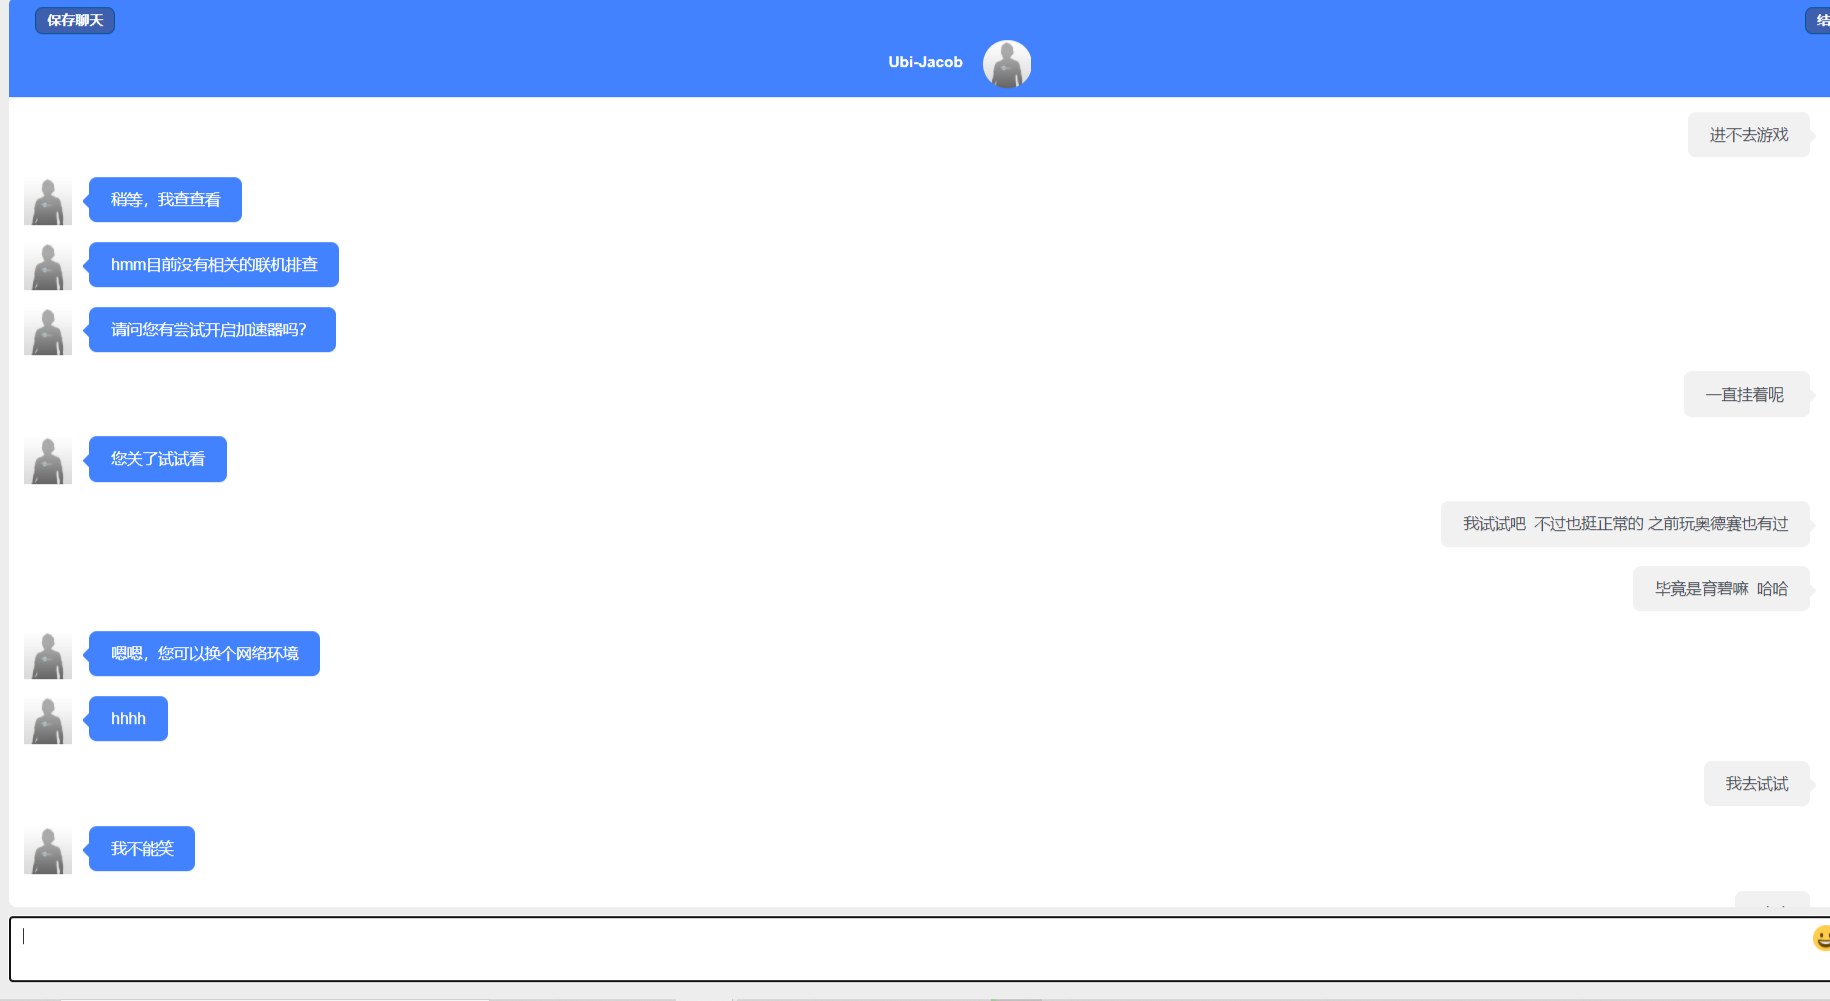 保存聊天
结
Ubi-Jacob
进不去游戏
稍等，我查查看
hmm目前没有相关的联机排查
请问您有尝试开启加速器吗？
一直挂着呢
您关了试试看
我试试吧 不过也挺正常的 之前玩奥德赛也有过
毕竟是育碧嘛 哈哈
嗯嗯，您可以换个网络环境
hhhh
我去试试
我不能笑